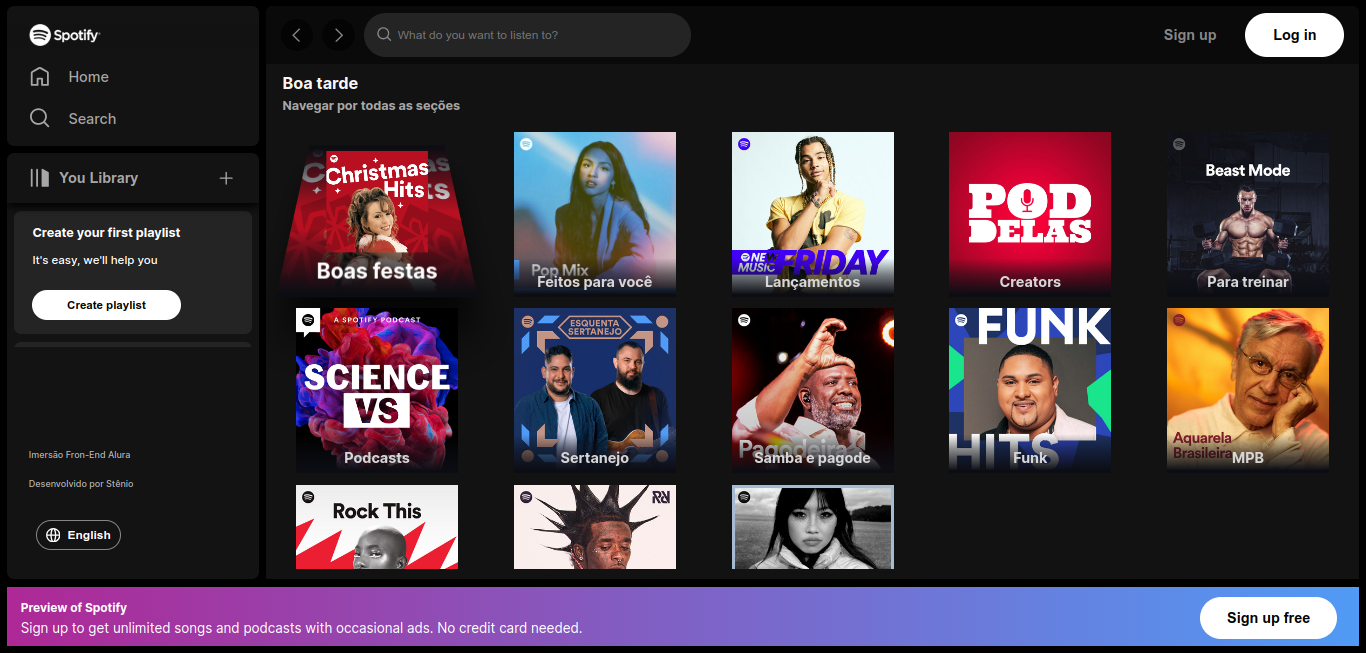 Spotify
Home
Search
You Library
Create your first playlist
It's easy, we'll help you
Create playlist
Imersão Fron-End Alura
Desenvolvido por Stênio
English
What do you want to listen to?
Sign up
Log in
Boa tarde
Navegar por todas as seções
Christmas
Hits
Boas festas
Pop Mix
Feitos para você
NEW
MUSIC FRIDAY
Lançamentos
POD
DELAS
Creators
Beast Mode
Para treinar
A SPOTIFY PODCAST
SCIENCE
VS
Podcasts
ESQUENTA
SERTANEJO
Sertanejo
Pagodeira
Samba e pagode
FUNK
HITS
Funk
Aquarela
Brasileira
MPB
Rock This
Preview of Spotify
Sign up to get unlimited songs and podcasts with occasional ads. No credit card needed.
Sign up free